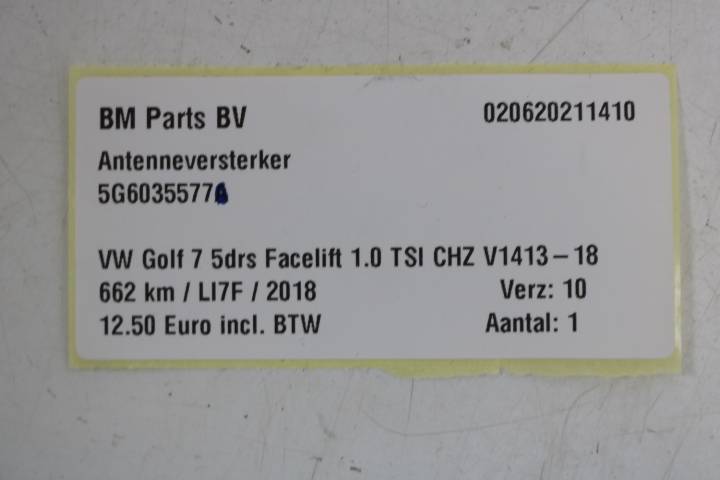 BM Parts BV 020620211410
Antenneversterker
5G6035577
VW Golf 7 5drs Facelift 1.0 TSI CHZ V1413-18
662 km / LI7F / 2018 Verz: 10
12.50 Euro incl. BTW Aantal: 1